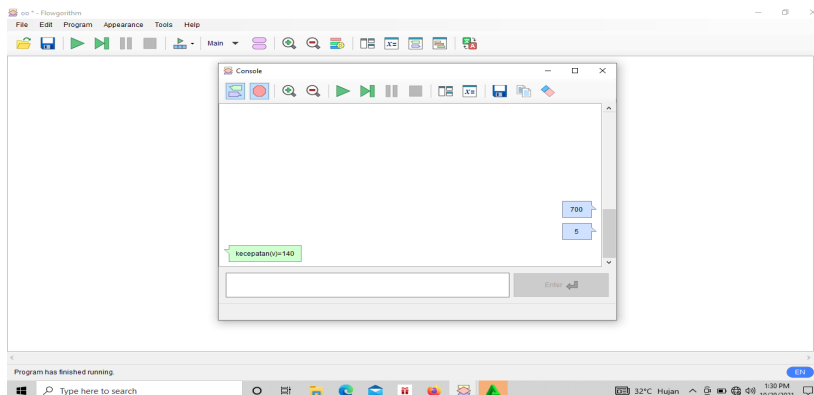 oo * - Flowgorithm
File Edit Program Appearance Tools Help
Main
Console
700
5
kecepatan(v)=140
Enter
Program has finished running.
EN
Type here to search
32°C Hujan
1:30 PM